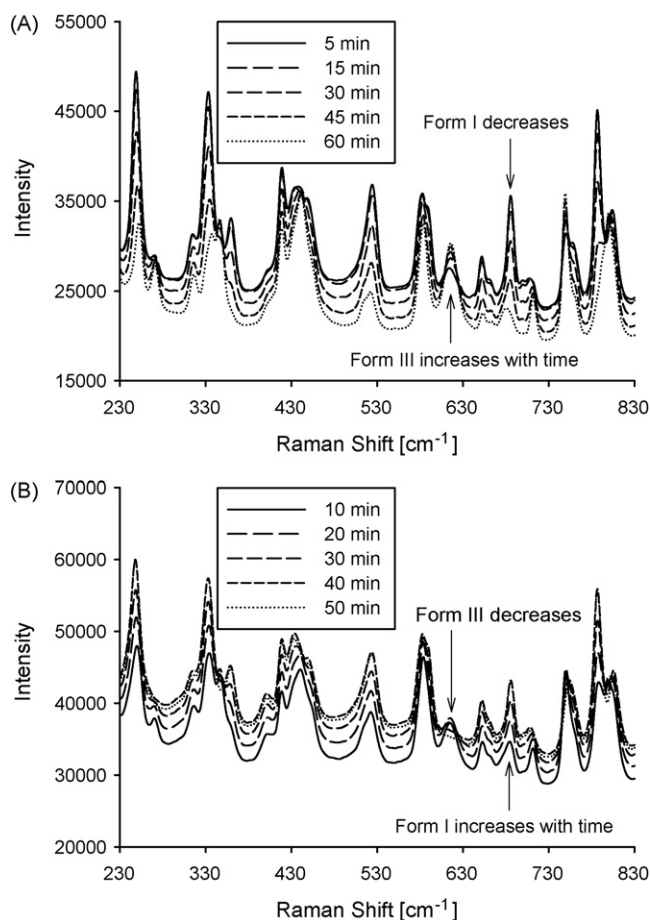 (A)
5 min
15 min
30 min
45 min
60 min
Form I decreases
Form III increases with time
55000
45000
35000
25000
15000
Intensity
230 330 430 530 630 730 830
Raman Shift [cm⁻¹]
(B)
10 min
20 min
30 min
40 min
50 min
Form III decreases
Form I increases with time
70000
60000
50000
40000
30000
20000
Intensity
230 330 430 530 630 730 830
Raman Shift [cm⁻¹]